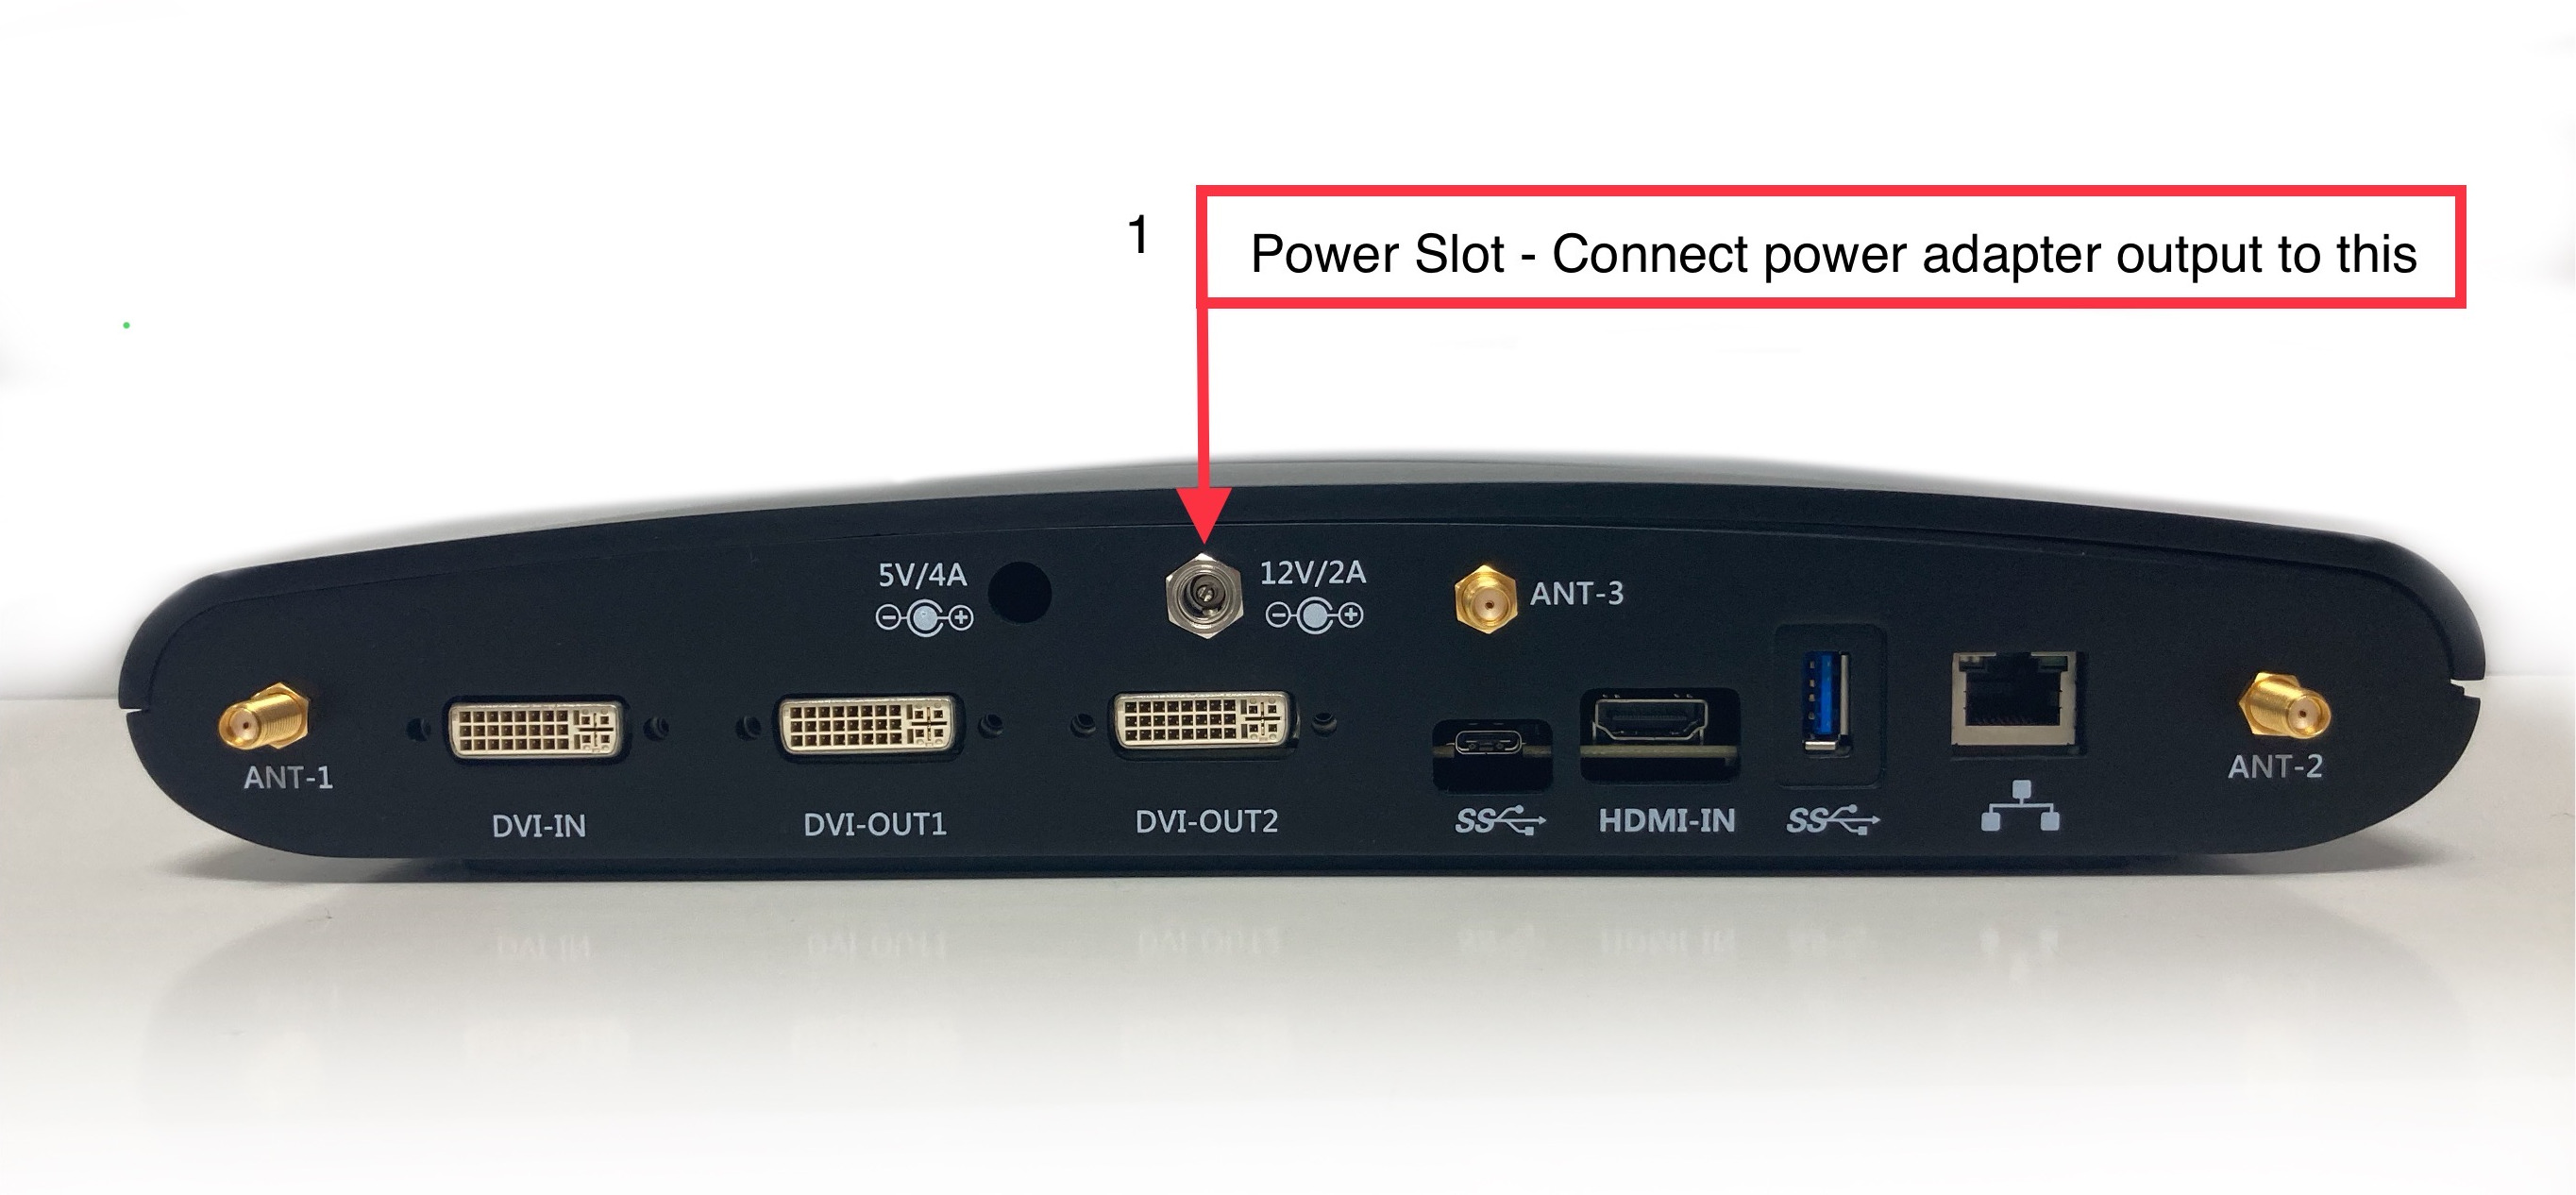 1
Power Slot - Connect power adapter output to this
5V/4A
12V/2A
ANT-3
ANT-1
ANT-2
DVI-IN
DVI-OUT1
DVI-OUT2
SS
HDMI-IN
SS